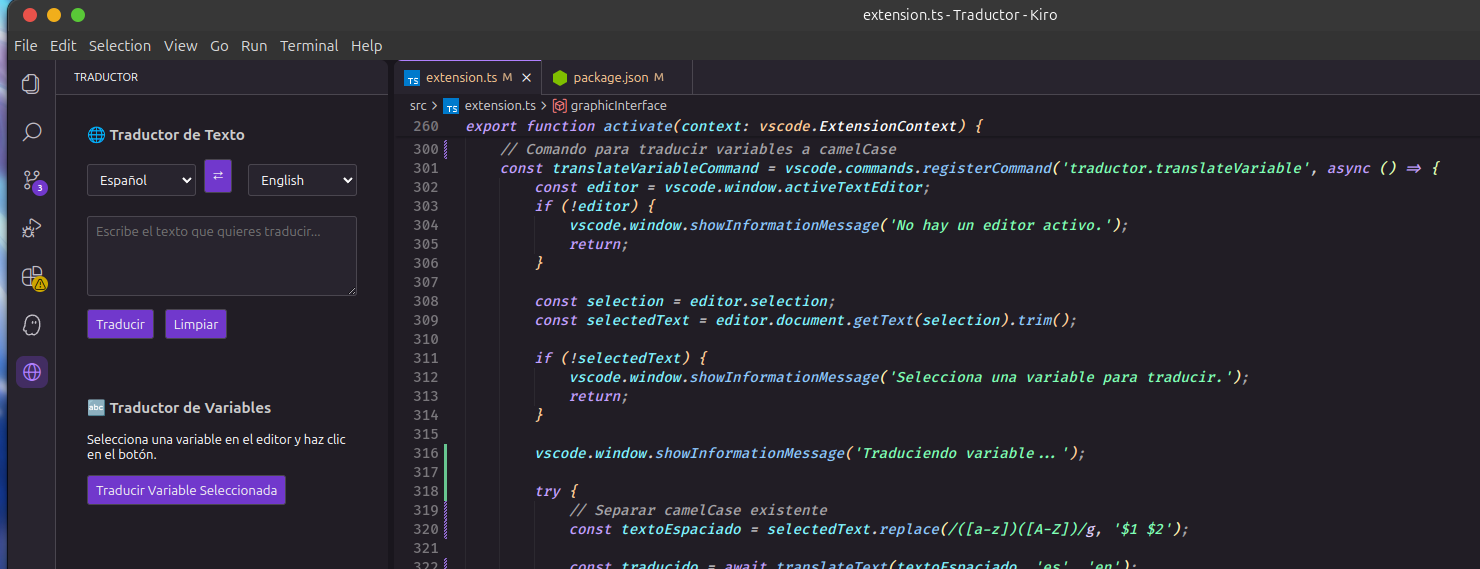 extension.ts - Traductor - Kiro
File Edit Selection View Go Run Terminal Help
TRADUCTOR
🌐 Traductor de Texto
Español ⇄ English
Escribe el texto que quieres traducir...
Traducir Limpiar
🔤 Traductor de Variables
Selecciona una variable en el editor y haz clic
en el botón.
Traducir Variable Seleccionada
3
TS extension.ts M × package.json M
src > TS extension.ts > graphicInterface
260 export function activate(context: vscode.ExtensionContext) {
300 // Comando para traducir variables a camelCase
301 const translateVariableCommand = vscode.commands.registerCommand('traductor.translateVariable', async () => {
302 const editor = vscode.window.activeTextEditor;
303 if (!editor) {
304 vscode.window.showInformationMessage('No hay un editor activo.');
305 return;
306 }
307
308 const selection = editor.selection;
309 const selectedText = editor.document.getText(selection).trim();
310
311 if (!selectedText) {
312 vscode.window.showInformationMessage('Selecciona una variable para traducir.');
313 return;
314 }
315
316 vscode.window.showInformationMessage('Traduciendo variable...');
317
318 try {
319 // Separar camelCase existente
320 const textoEspaciado = selectedText.replace(/([a-z])([A-Z])/g, '$1 $2');
321
322 const traducido = await translateText(textoEspaciado, 'es', 'en');